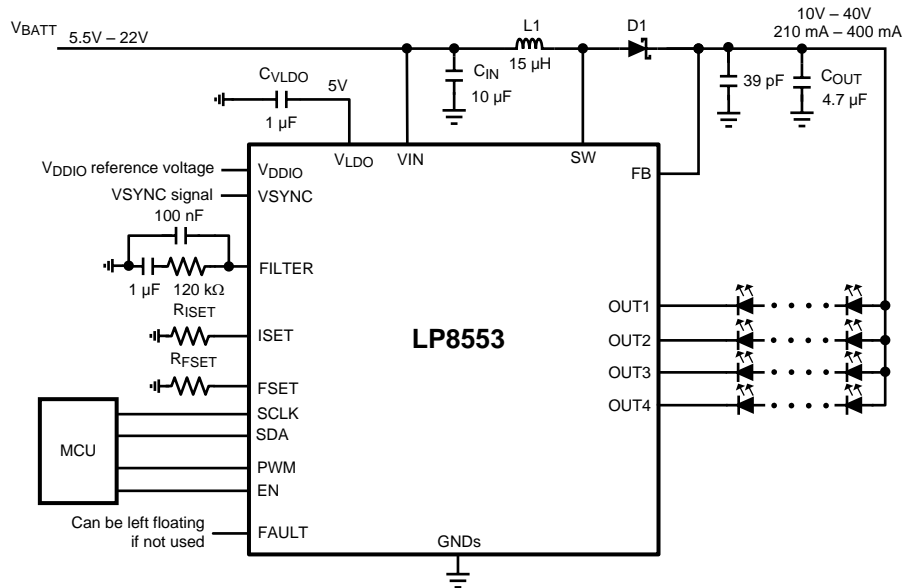 VBATT
5.5V – 22V
L1
15 µH
D1
10V – 40V
210 mA – 400 mA
CIN
10 µF
39 pF
COUT
4.7 µF
CVLDO
1 µF
5V
VLDO
VIN
SW
FB
VDDIO reference voltage
VDDIO
VSYNC signal
VSYNC
100 nF
FILTER
1 µF
120 kΩ
RISET
ISET
RFSET
FSET
LP8553
OUT1
OUT2
OUT3
OUT4
MCU
SCLK
SDA
PWM
EN
Can be left floating
if not used
FAULT
GNDs